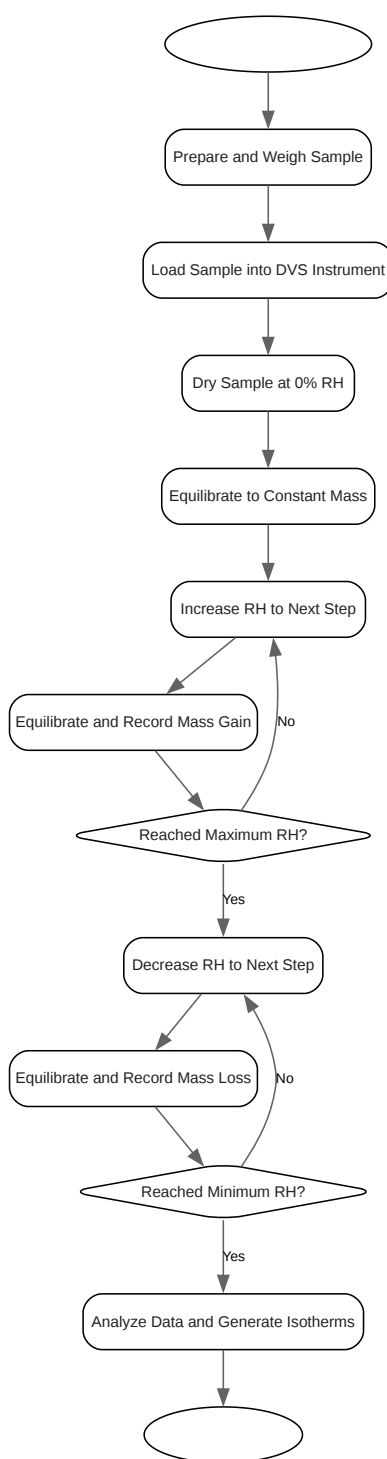 Prepare and Weigh Sample
Load Sample into DVS Instrument
Dry Sample at 0% RH
Equilibrate to Constant Mass
Increase RH to Next Step
Equilibrate and Record Mass Gain
No
Reached Maximum RH?
Yes
Decrease RH to Next Step
Equilibrate and Record Mass Loss
No
Reached Minimum RH?
Yes
Analyze Data and Generate Isotherms